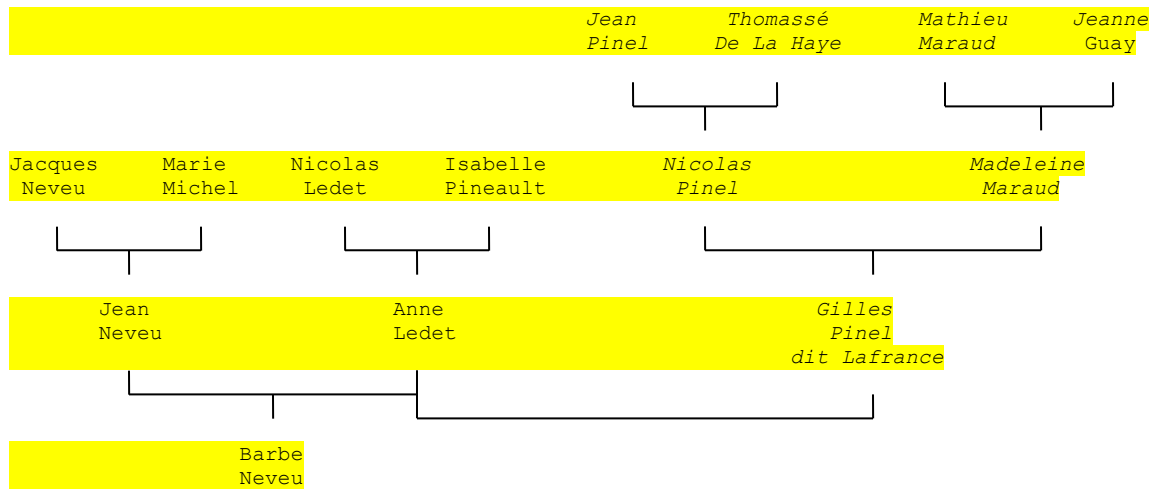 Jean Thomassé Mathieu Jeanne
Pinel De La Haye Maraud Guay
Jacques Marie Nicolas Isabelle Nicolas Madeleine
Neveu Michel Ledet Pineault Pinel Maraud
Jean Anne Gilles
Neveu Ledet Pinel
dit Lafrance
Barbe
Neveu